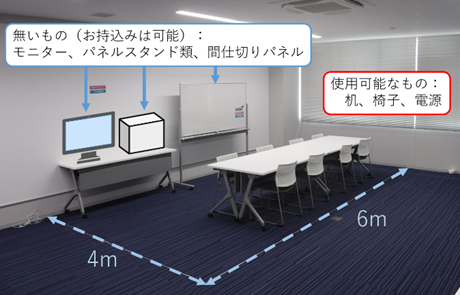 無いもの（お持込みは可能）：
モニター、パネルスタンド類、間仕切りパネル
使用可能なもの：
机、椅子、電源
4m
6m